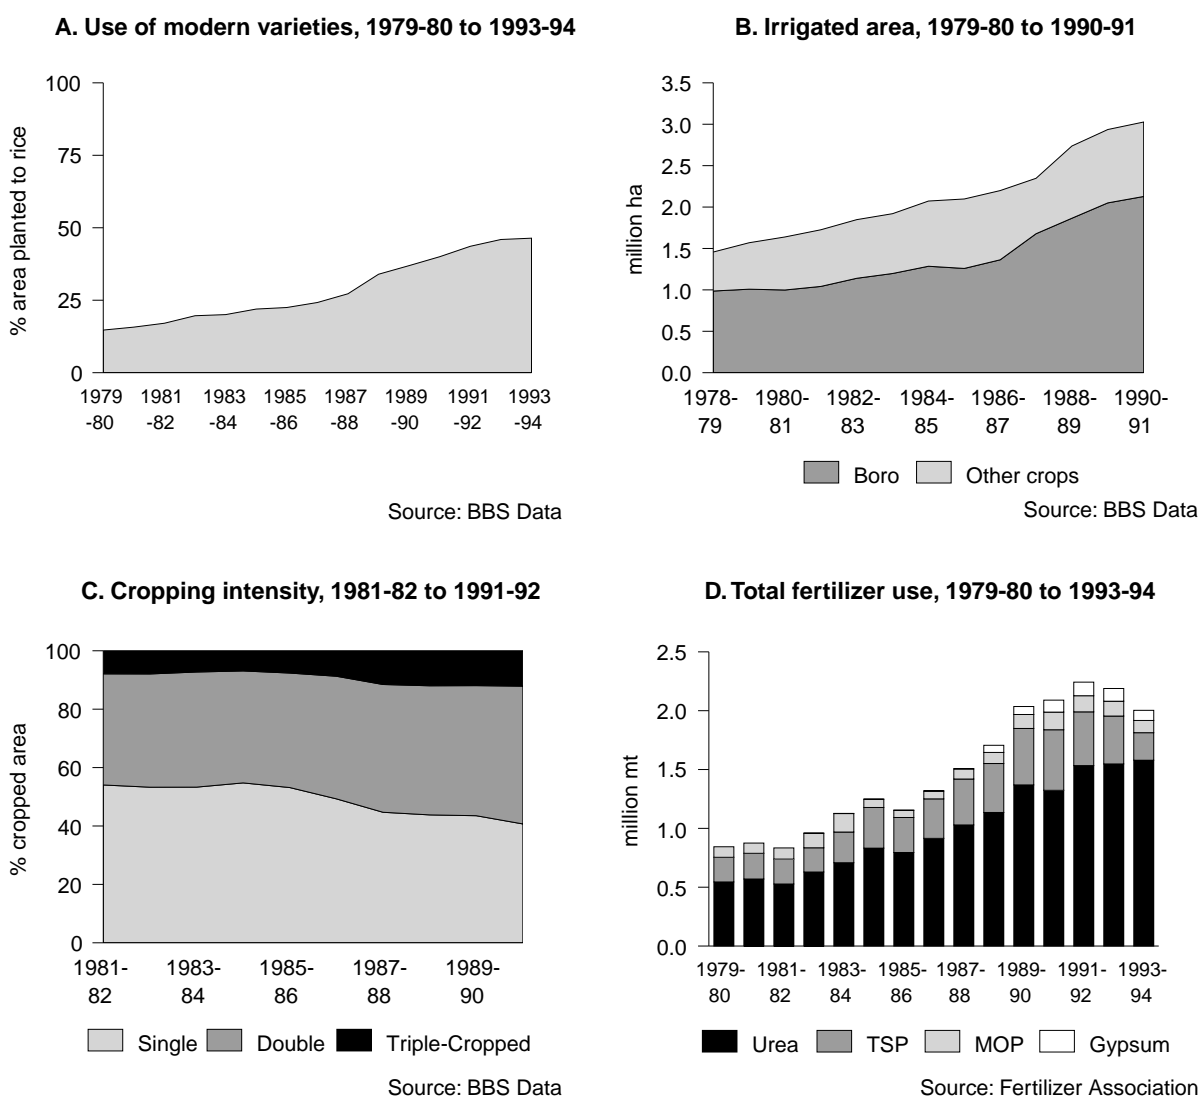 A. Use of modern varieties, 1979-80 to 1993-94
% area planted to rice
100
75
50
25
0
1979 1981 1983 1985 1987 1989 1991 1993
-80 -82 -84 -86 -88 -90 -92 -94
Source: BBS Data
B. Irrigated area, 1979-80 to 1990-91
million ha
3.5
3.0
2.5
2.0
1.5
1.0
0.5
0.0
1978- 1980- 1982- 1984- 1986- 1988- 1990-
79 81 83 85 87 89 91
Boro Other crops
Source: BBS Data
C. Cropping intensity, 1981-82 to 1991-92
% cropped area
100
80
60
40
20
0
1981- 1983- 1985- 1987- 1989-
82 84 86 88 90
Single Double Triple-Cropped
Source: BBS Data
D. Total fertilizer use, 1979-80 to 1993-94
million mt
2.5
2.0
1.5
1.0
0.5
0.0
1979- 1981- 1983- 1985- 1987- 1989- 1991- 1993-
80 82 84 86 88 90 92 94
Urea TSP MOP Gypsum
Source: Fertilizer Association